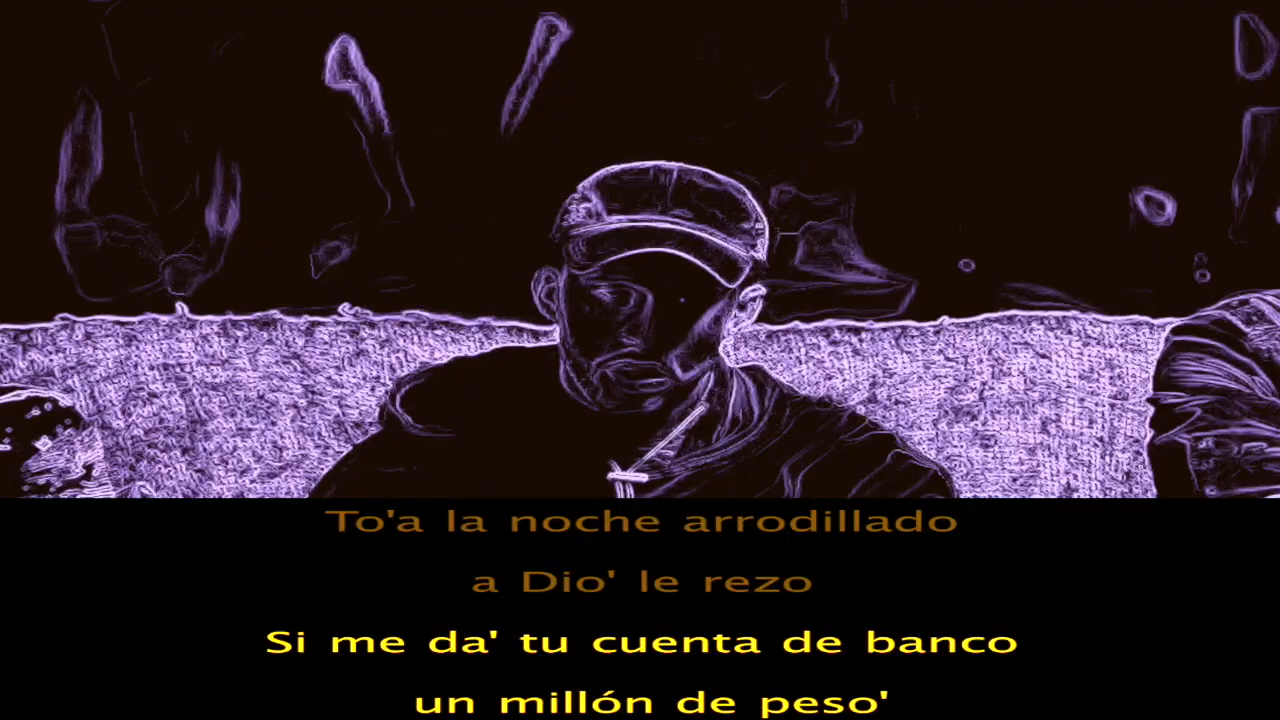 To'a la noche arrodillado
a Dio' le rezo
Si me da' tu cuenta de banco
un millón de peso'